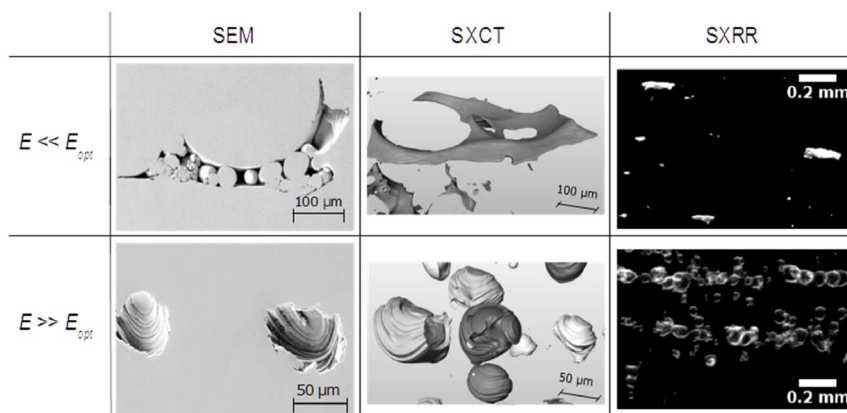 SEM SXCT SXRR
E << E_opt
100 µm
100 µm
0.2 mm
E >> E_opt
50 µm
50 µm
0.2 mm